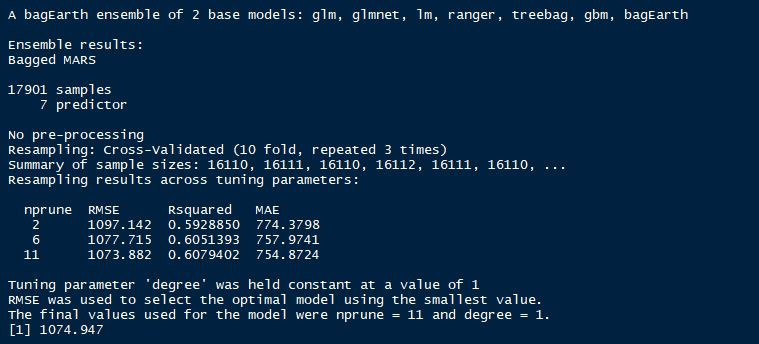 A bagEarth ensemble of 2 base models: glm, glmnet, lm, ranger, treebag, gbm, bagEarth
Ensemble results:
Bagged MARS
17901 samples
7 predictor
No pre-processing
Resampling: Cross-Validated (10 fold, repeated 3 times)
Summary of sample sizes: 16110, 16111, 16110, 16112, 16111, 16110, ...
Resampling results across tuning parameters:
nprune RMSE Rsquared MAE
2 1097.142 0.5928850 774.3798
6 1077.715 0.6051393 757.9741
11 1073.882 0.6079402 754.8724
Tuning parameter 'degree' was held constant at a value of 1
RMSE was used to select the optimal model using the smallest value.
The final values used for the model were nprune = 11 and degree = 1.
[1] 1074.947